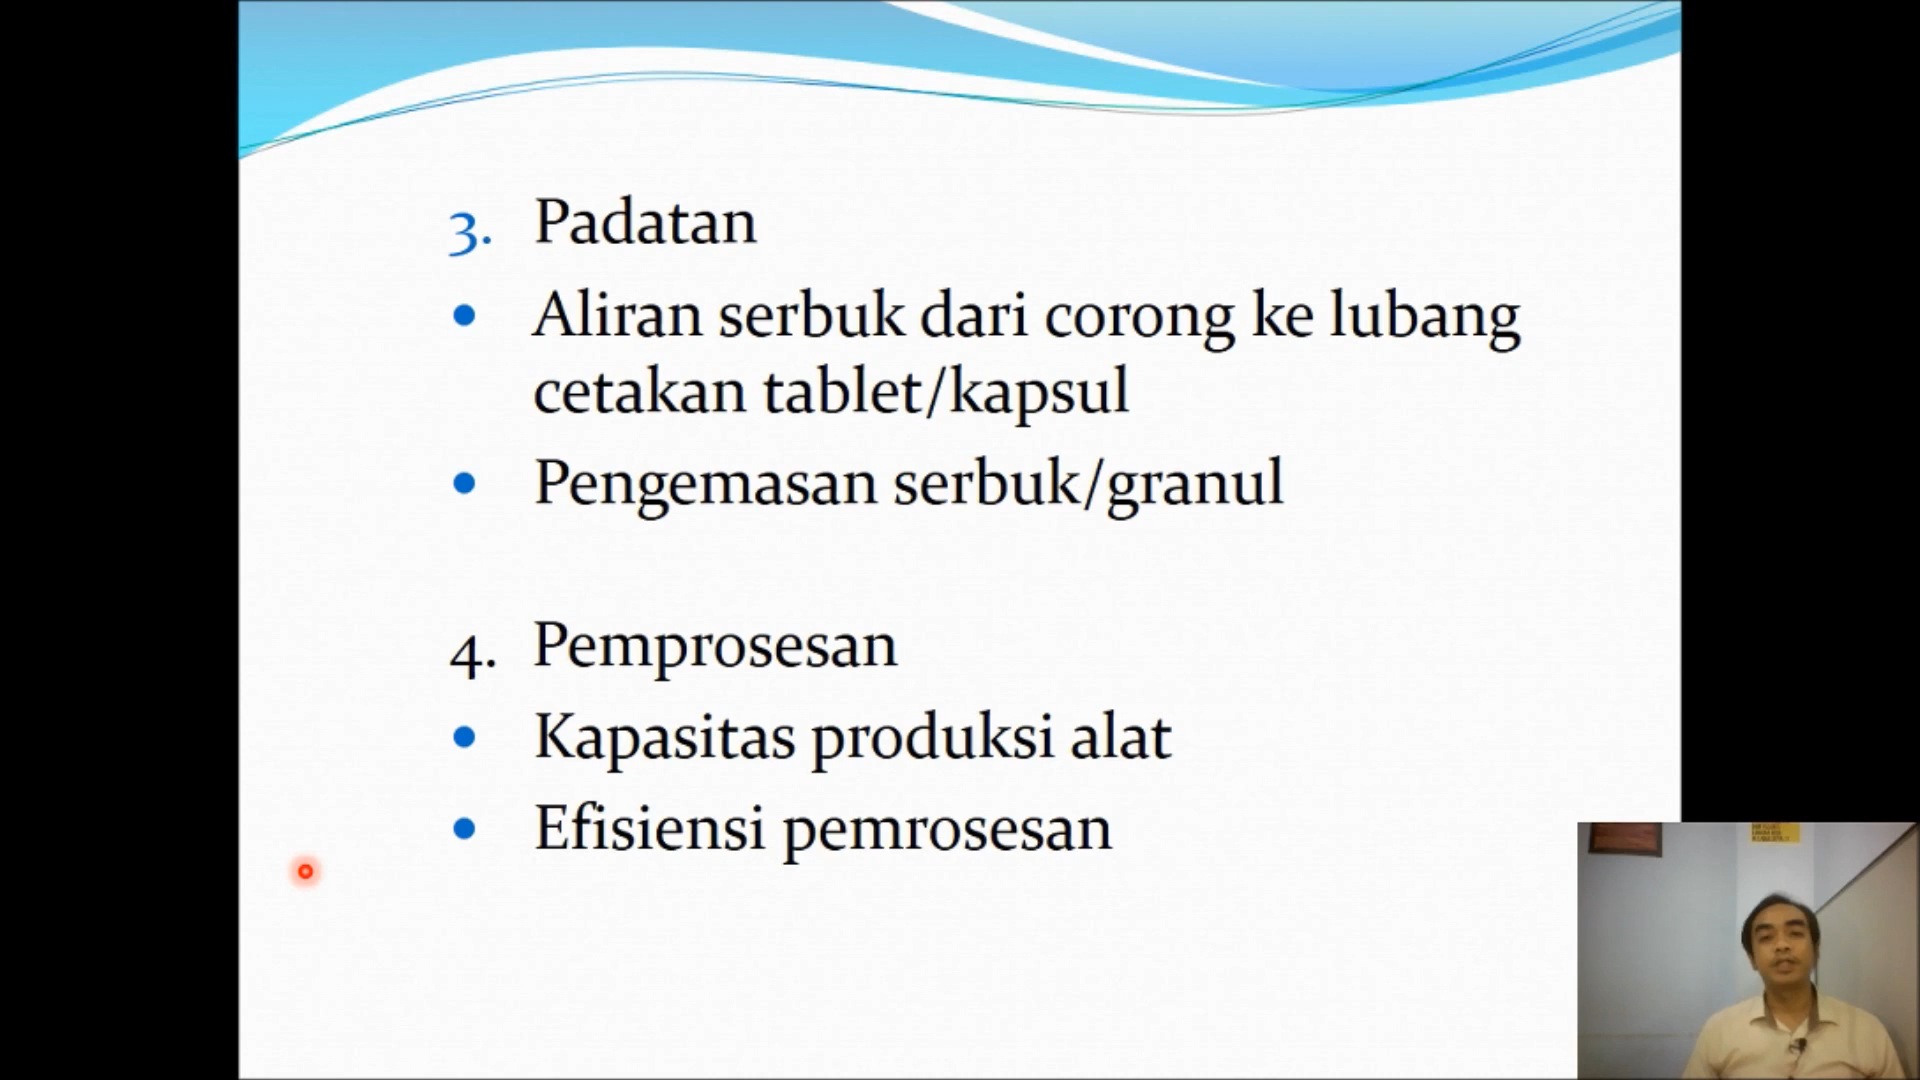 3. Padatan
• Aliran serbuk dari corong ke lubang
cetakan tablet/kapsul
• Pengemasan serbuk/granul
4. Pemprosesan
• Kapasitas produksi alat
• Efisiensi pemrosesan